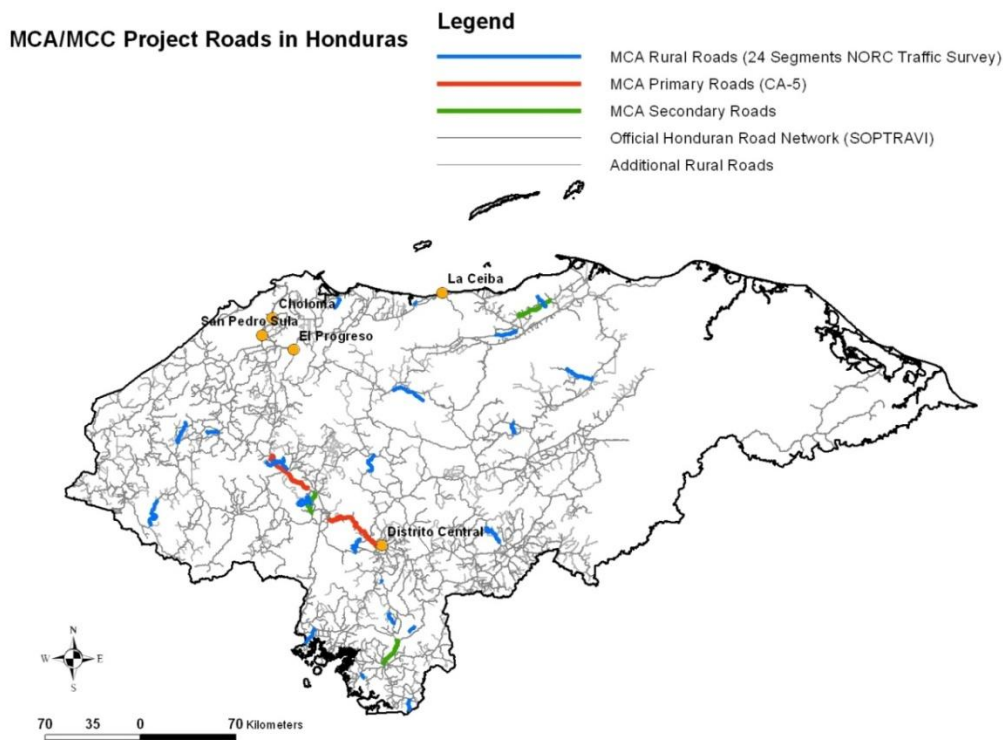 MCA/MCC Project Roads in Honduras
Legend
MCA Rural Roads (24 Segments NORC Traffic Survey)
MCA Primary Roads (CA-5)
MCA Secondary Roads
Official Honduran Road Network (SOPTRAVI)
Additional Rural Roads
La Ceiba
Choloma
San Pedro Sula
El Progreso
Distrito Central
N
W E
S
70 35 0 70 Kilometers